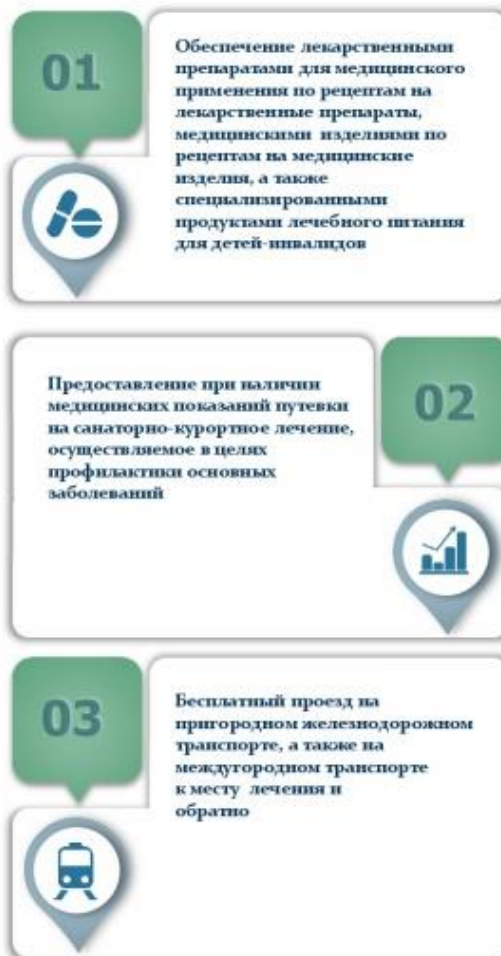 01
Обеспечение лекарственными
препаратами для медицинского
применения по рецептам на
лекарственные препараты,
медицинскими изделиями по
рецептам на медицинские
изделия, а также
специализированными
продуктами лечебного питания
для детей-инвалидов
Предоставление при наличии
медицинских показаний путевки
на санаторно-курортное лечение,
осуществляемое в целях
профилактики основных
заболеваний
02
03
Бесплатный проезд на
пригородном железнодорожном
транспорте, а также на
междугородном транспорте
к месту лечения и
обратно